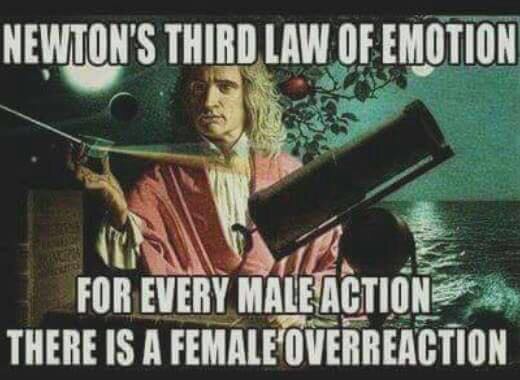 NEWTON'S THIRD LAW OF EMOTION
FOR EVERY MALE ACTION
THERE IS A FEMALE OVERREACTION